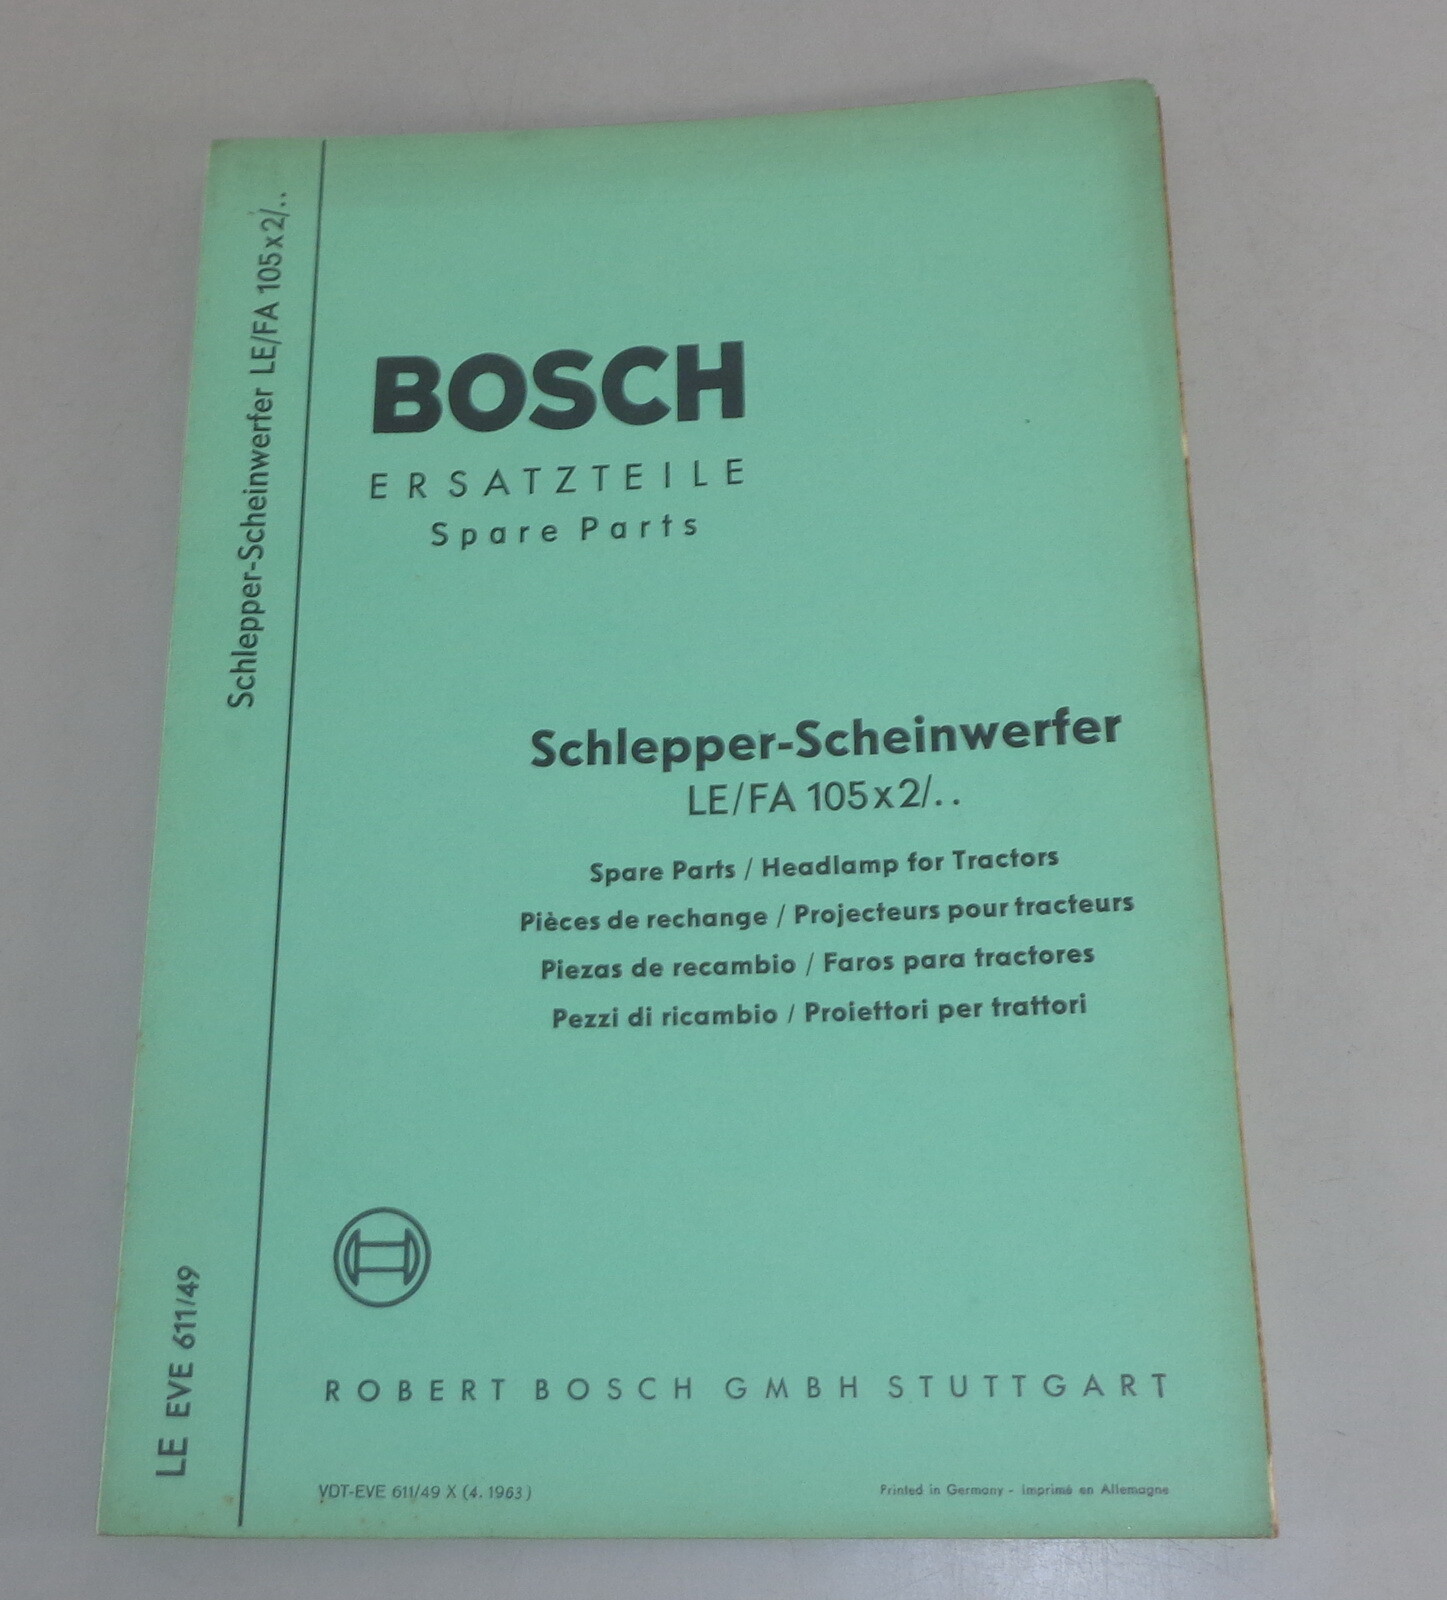 Schlepper-Scheinwerfer LE/FA 105x2/..
LE EVE 611/49
BOSCH
ERSATZTEILE
Spare Parts
Schlepper-Scheinwerfer
LE/FA 105x2/..
Spare Parts / Headlamp for Tractors
Pièces de rechange / Projecteurs pour tracteurs
Piezas de recambio / Faros para tractores
Pezzi di ricambio / Proiettori per trattori
ROBERT BOSCH GMBH STUTTGART
VDT-EVE 611/49 X (4.1963)
Printed in Germany - Imprimé en Allemagne